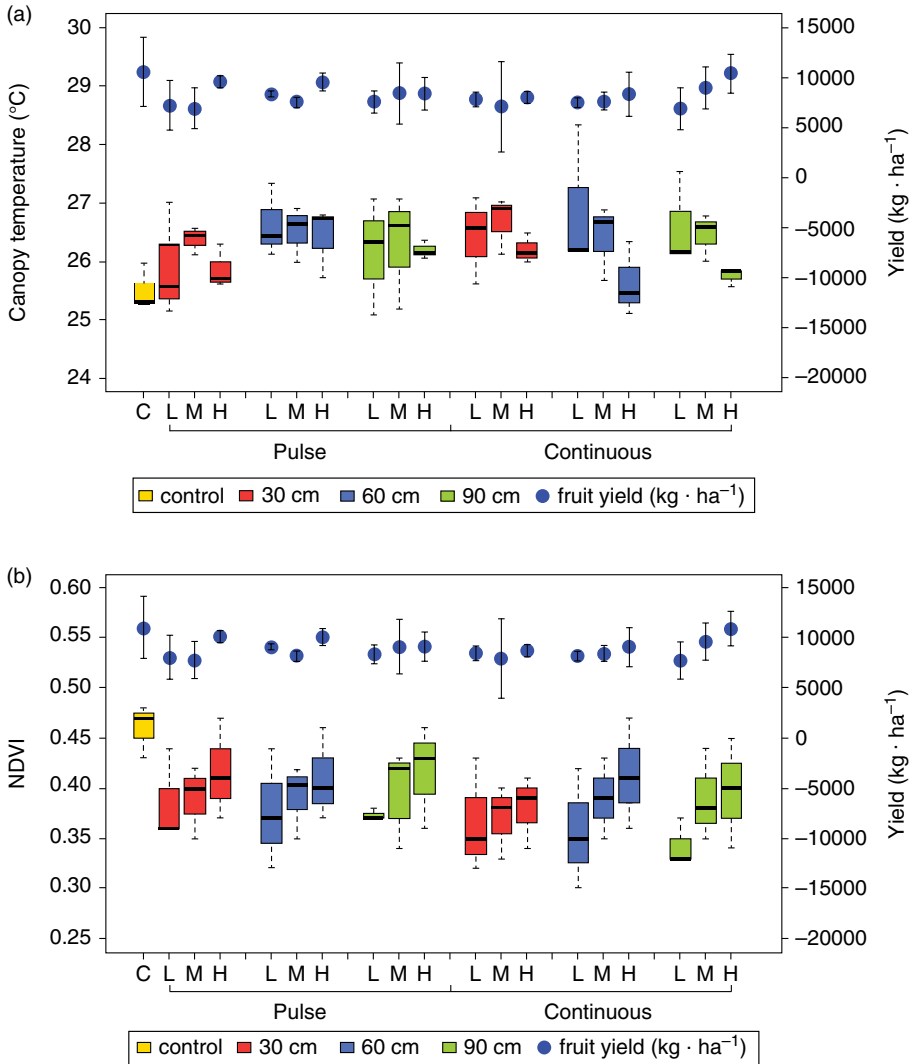 (a)
Canopy temperature (°C)
30
29
28
27
26
25
24
15000
10000
5000
0
−5000
−10000
−15000
−20000
Yield (kg · ha⁻¹)
C L M H L M H L M H L M H L M H L M H
Pulse Continuous
control 30 cm 60 cm 90 cm fruit yield (kg · ha⁻¹)
(b)
NDVI
0.60
0.55
0.50
0.45
0.40
0.35
0.30
0.25
15000
10000
5000
0
−5000
−10000
−15000
−20000
Yield (kg · ha⁻¹)
C L M H L M H L M H L M H L M H L M H
Pulse Continuous
control 30 cm 60 cm 90 cm fruit yield (kg · ha⁻¹)